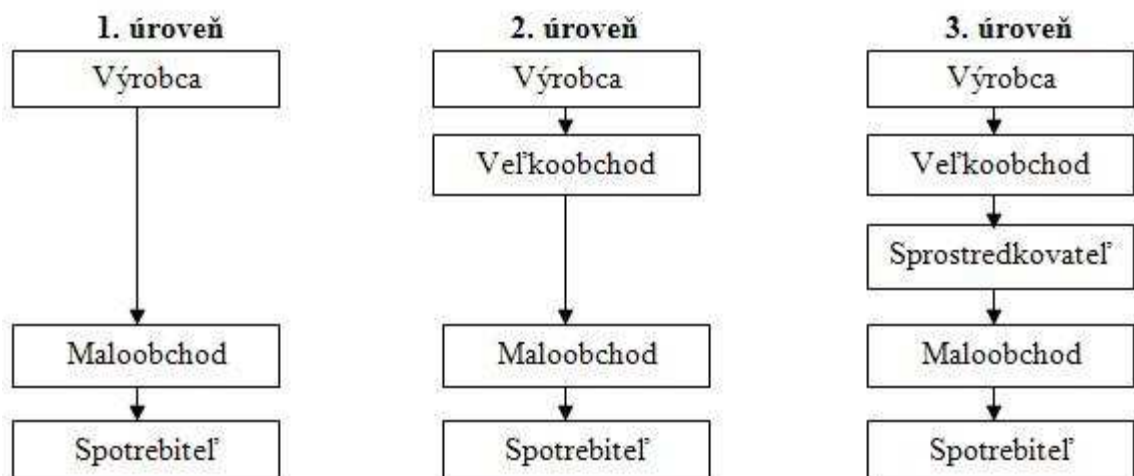 1. úroveň
Výrobca
Maloobchod
Spotrebiteľ
2. úroveň
Výrobca
Veľkoobchod
Maloobchod
Spotrebiteľ
3. úroveň
Výrobca
Veľkoobchod
Sprostredkovateľ
Maloobchod
Spotrebiteľ